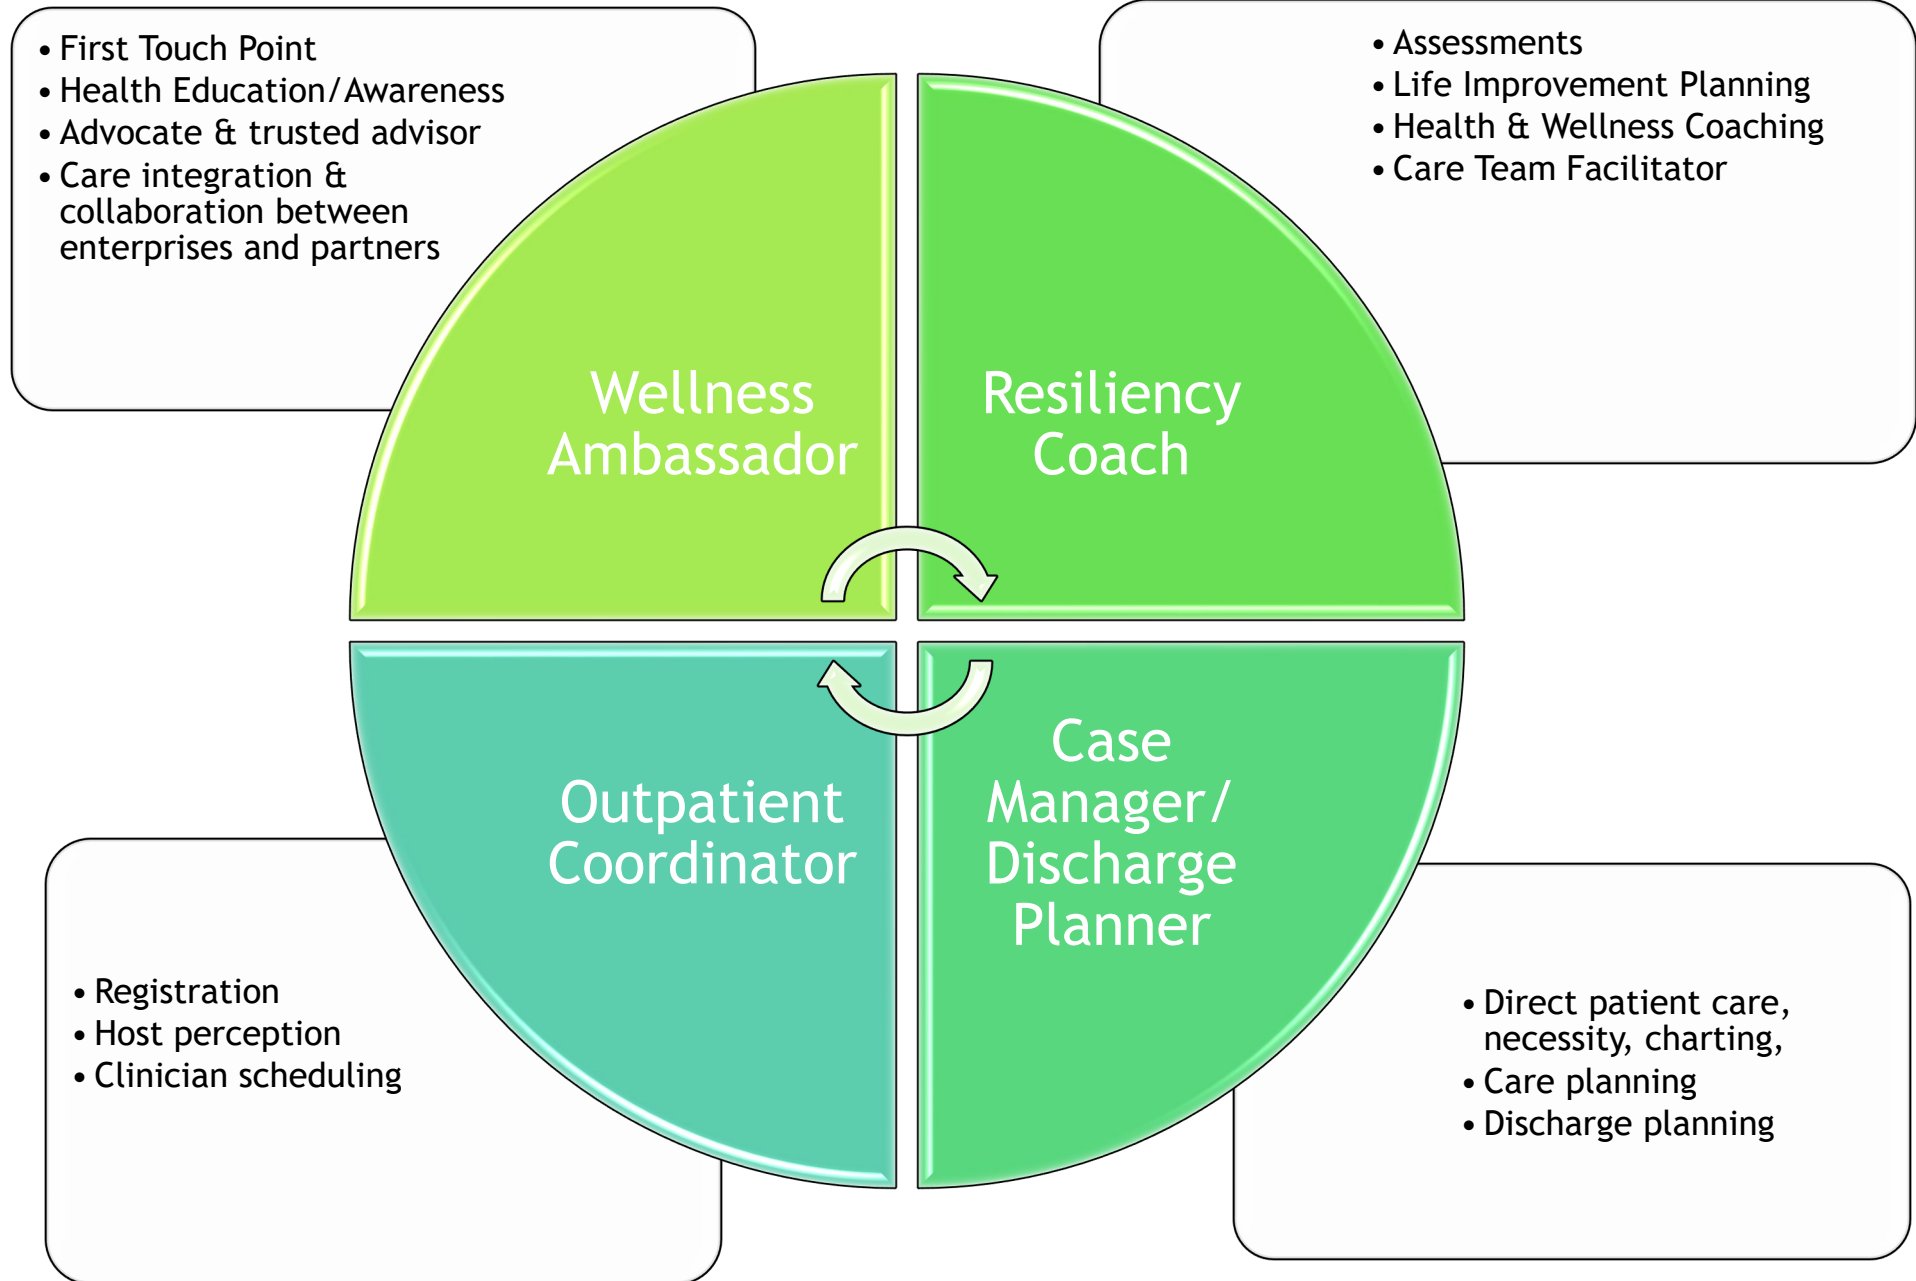 • First Touch Point
• Health Education/Awareness
• Advocate & trusted advisor
• Care integration &
collaboration between
enterprises and partners
• Assessments
• Life Improvement Planning
• Health & Wellness Coaching
• Care Team Facilitator
Wellness
Ambassador
Resiliency
Coach
Outpatient
Coordinator
Case
Manager/
Discharge
Planner
• Registration
• Host perception
• Clinician scheduling
• Direct patient care,
necessity, charting,
• Care planning
• Discharge planning